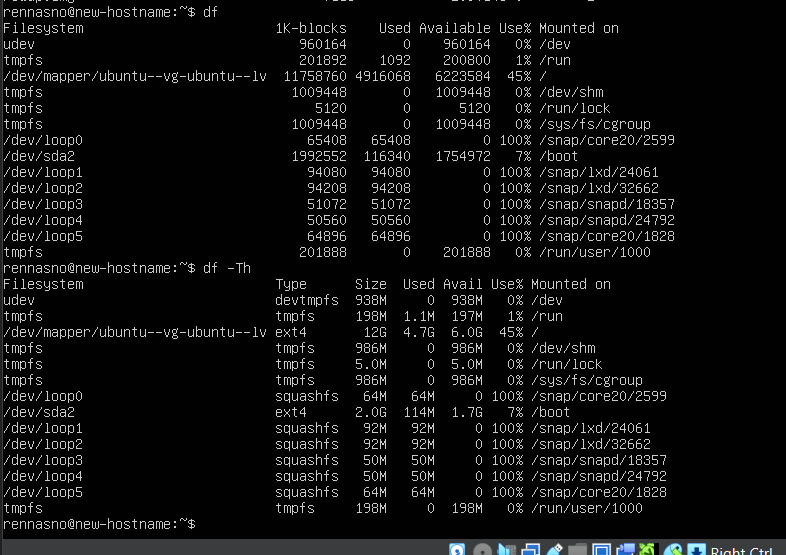 rennasno@new-hostname:~$ df
Filesystem                        1K-blocks    Used Available Use% Mounted on
udev                                 960164       0    960164   0% /dev
tmpfs                                201892    1092    200800   1% /run
/dev/mapper/ubuntu--vg-ubuntu--lv  11758760 4916068   6223584  45% /
tmpfs                               1009448       0   1009448   0% /dev/shm
tmpfs                                  5120       0      5120   0% /run/lock
tmpfs                               1009448       0   1009448   0% /sys/fs/cgroup
/dev/loop0                            65408   65408         0 100% /snap/core20/2599
/dev/sda2                           1992552  116340   1754972   7% /boot
/dev/loop1                            94080   94080         0 100% /snap/lxd/24061
/dev/loop2                            94208   94208         0 100% /snap/lxd/32662
/dev/loop3                            51072   51072         0 100% /snap/snapd/18357
/dev/loop4                            50560   50560         0 100% /snap/snapd/24792
/dev/loop5                            64896   64896         0 100% /snap/core20/1828
tmpfs                                201888       0    201888   0% /run/user/1000
rennasno@new-hostname:~$ df -Th
Filesystem                        Type      Size  Used Avail Use% Mounted on
udev                              devtmpfs  938M     0  938M   0% /dev
tmpfs                             tmpfs     198M  1.1M  197M   1% /run
/dev/mapper/ubuntu--vg-ubuntu--lv ext4       12G  4.7G  6.0G  45% /
tmpfs                             tmpfs     986M     0  986M   0% /dev/shm
tmpfs                             tmpfs     5.0M     0  5.0M   0% /run/lock
tmpfs                             tmpfs     986M     0  986M   0% /sys/fs/cgroup
/dev/loop0                        squashfs   64M   64M     0 100% /snap/core20/2599
/dev/sda2                         ext4      2.0G  114M  1.7G   7% /boot
/dev/loop1                        squashfs   92M   92M     0 100% /snap/lxd/24061
/dev/loop2                        squashfs   92M   92M     0 100% /snap/lxd/32662
/dev/loop3                        squashfs   50M   50M     0 100% /snap/snapd/18357
/dev/loop4                        squashfs   50M   50M     0 100% /snap/snapd/24792
/dev/loop5                        squashfs   64M   64M     0 100% /snap/core20/1828
tmpfs                             tmpfs     198M     0  198M   0% /run/user/1000
rennasno@new-hostname:~$
Right Ctrl